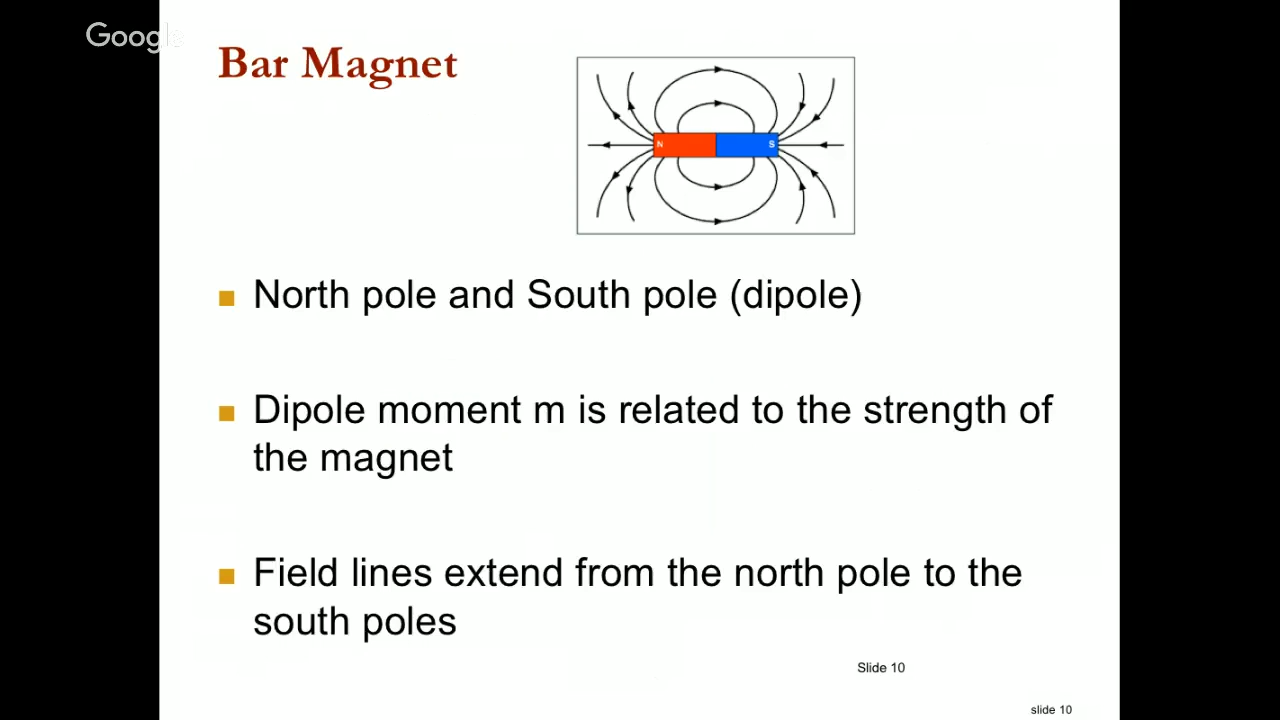 Google
Bar Magnet
N
S
North pole and South pole (dipole)
Dipole moment m is related to the strength of
the magnet
Field lines extend from the north pole to the
south poles
Slide 10
slide 10